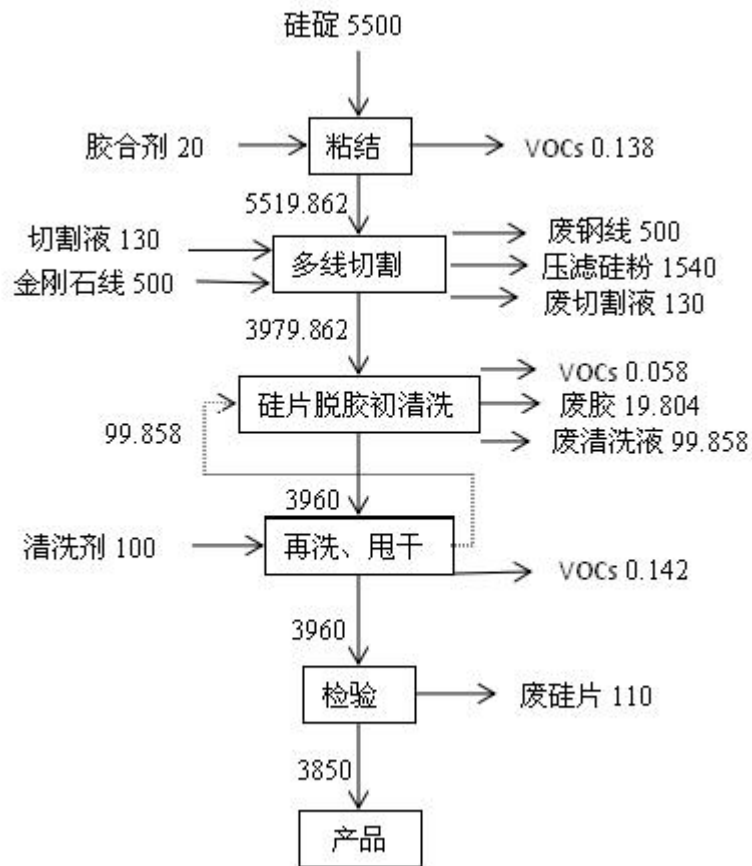 硅碇 5500
胶合剂 20
粘结
VOCs 0.138
5519.862
切割液 130
金刚石线 500
多线切割
废钢线 500
压滤硅粉 1540
废切割液 130
3979.862
VOCs 0.058
硅片脱胶初清洗
废胶 19.804
废清洗液 99.858
99.858
3960
清洗剂 100
再洗、甩干
VOCs 0.142
3960
检验
废硅片 110
3850
产品